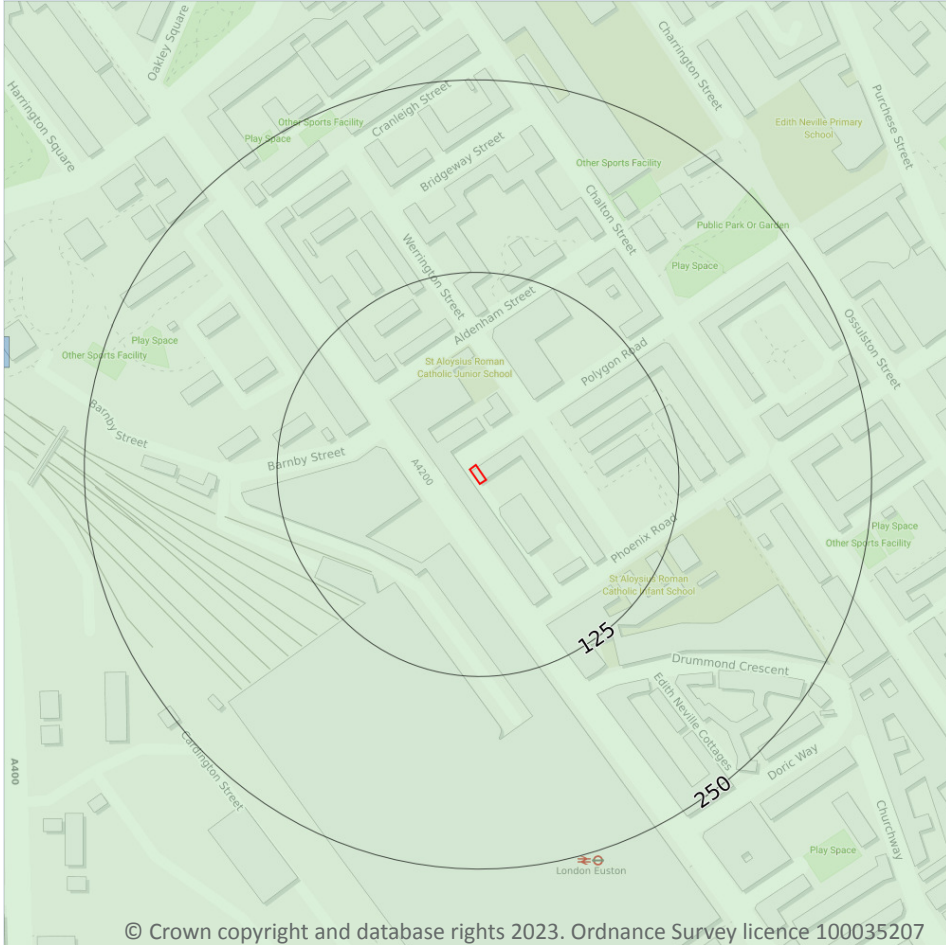 Oakley Square
Charrington Street
Harrington Square
Cranleigh Street
Other Sports Facility
Play Space
Purchese Street
Edith Neville Primary
School
Bridgeway Street
Other Sports Facility
Chalton Street
Public Park Or Garden
Werrington Street
Play Space
Aldenham Street
Ossulston Street
Play Space
Other Sports Facility
St Aloysius Roman
Catholic Junior School
Polygon Road
Barnby Street
Barnby Street
A4200
Phoenix Road
Play Space
Other Sports Facility
St Aloysius Roman
Catholic Infant School
125
Drummond Crescent
Edith Neville Cottages
Cardington Street
Doric Way
A400
250
Churchway
Play Space
London Euston
© Crown copyright and database rights 2023. Ordnance Survey licence 100035207